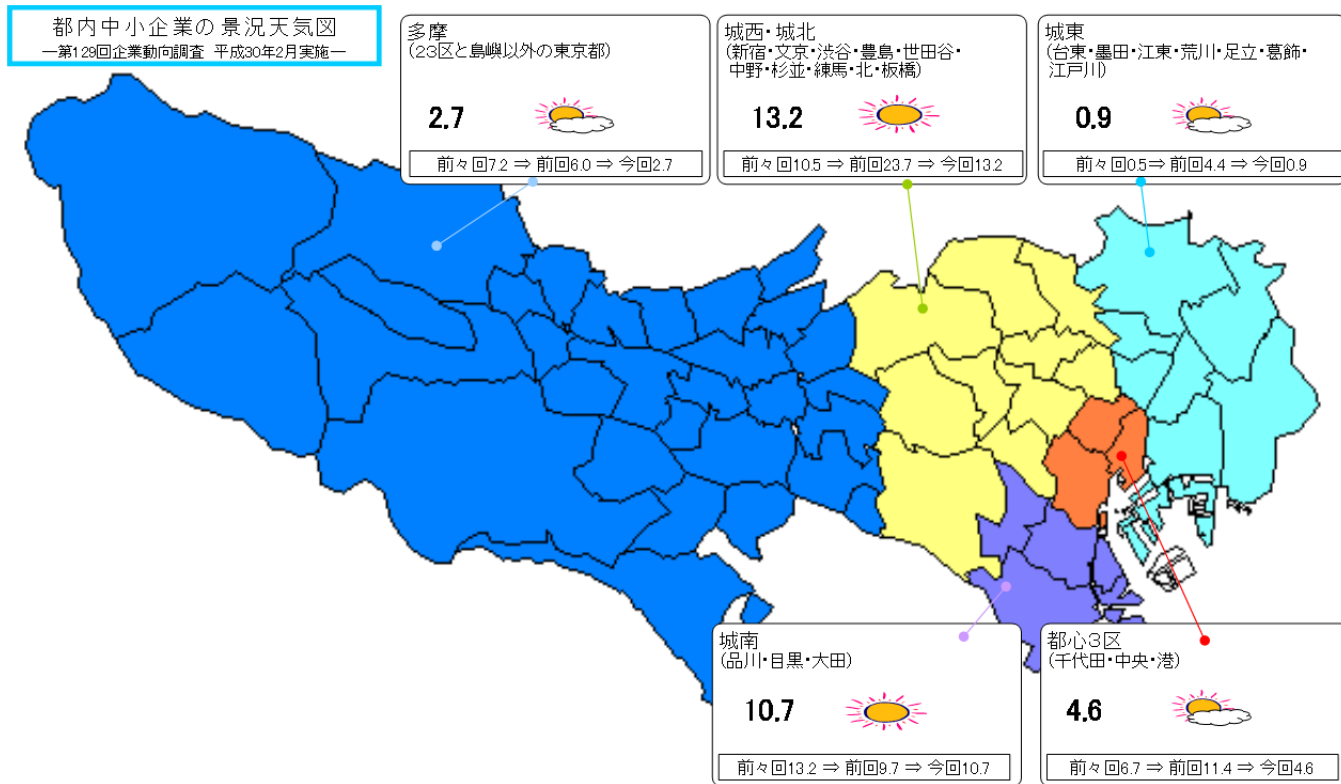 都内中小企業の景況天気図
―第129回企業動向調査 平成30年2月実施―
多摩
(23区と島嶼以外の東京都)
2.7
前々回7.2 ⇒ 前回6.0 ⇒ 今回2.7
城西・城北
(新宿・文京・渋谷・豊島・世田谷・
中野・杉並・練馬・北・板橋)
13.2
前々回10.5 ⇒ 前回23.7 ⇒ 今回13.2
城東
(台東・墨田・江東・荒川・足立・葛飾・
江戸川)
0.9
前々回0.5⇒ 前回4.4 ⇒ 今回0.9
城南
(品川・目黒・大田)
10.7
前々回13.2 ⇒ 前回9.7 ⇒ 今回10.7
都心3区
(千代田・中央・港)
4.6
前々回6.7 ⇒ 前回11.4 ⇒ 今回4.6